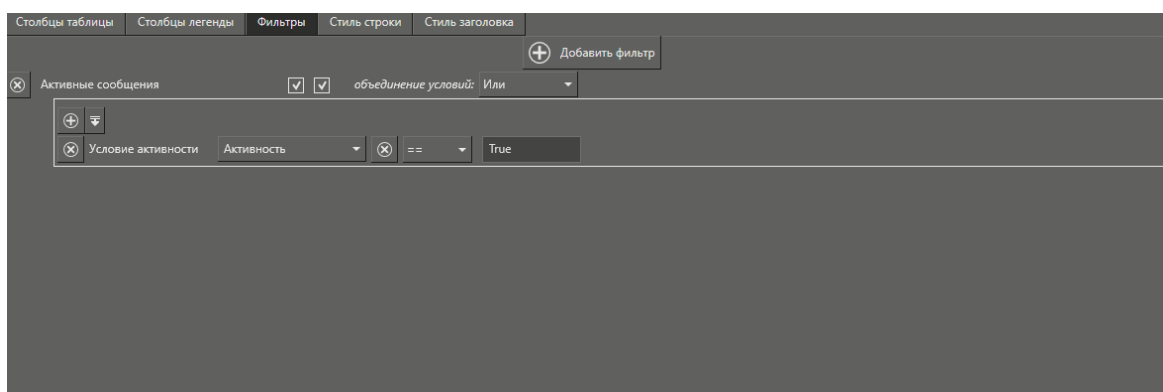 Столбцы таблицы Столбцы легенды Фильтры Стиль строки Стиль заголовка
Добавить фильтр
Активные сообщения объединение условий: Или
Условие активности Активность == True